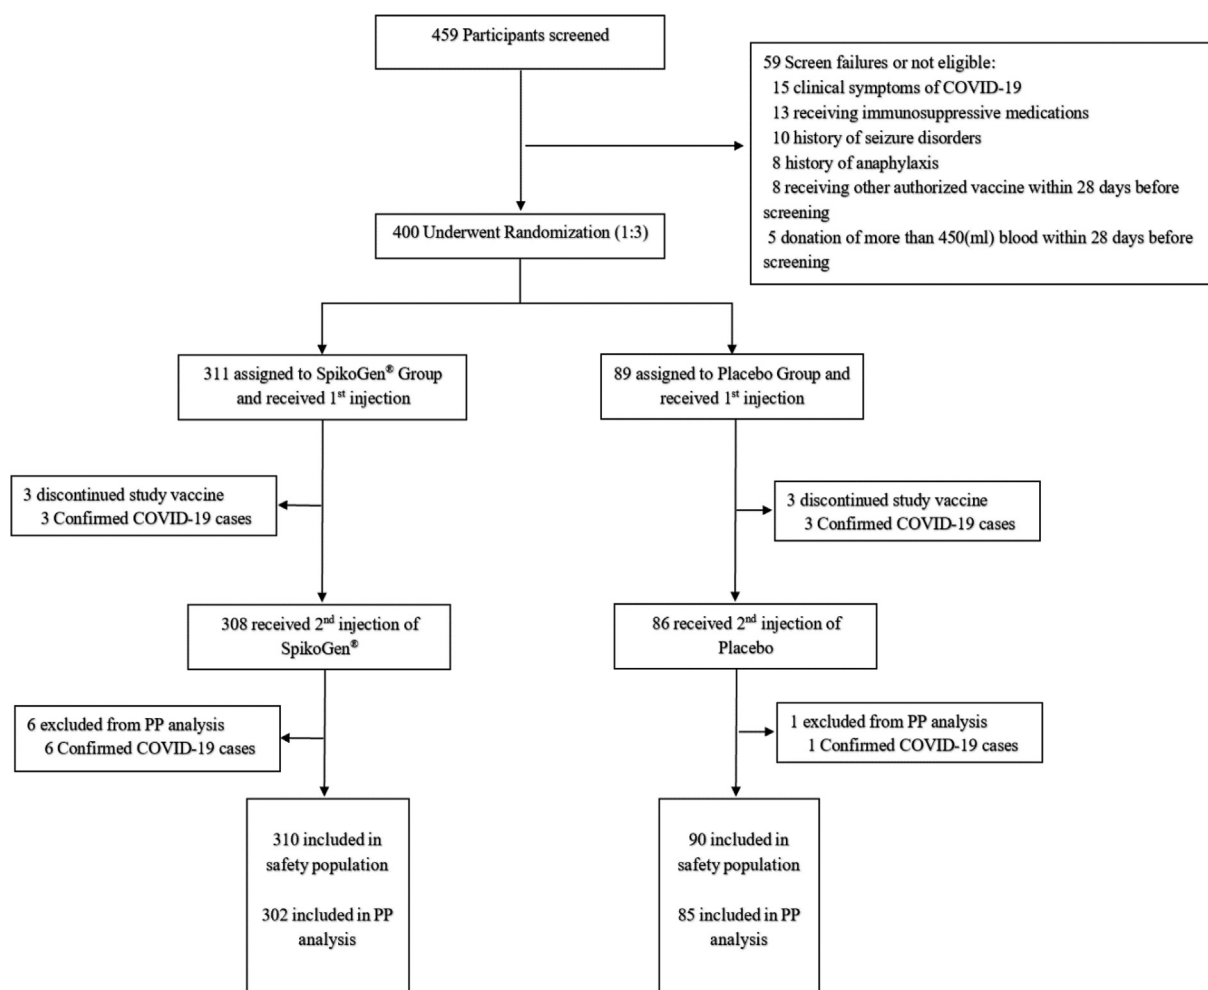 459 Participants screened
59 Screen failures or not eligible:
15 clinical symptoms of COVID-19
13 receiving immunosuppressive medications
10 history of seizure disorders
8 history of anaphylaxis
8 receiving other authorized vaccine within 28 days before
screening
5 donation of more than 450(ml) blood within 28 days before
screening
400 Underwent Randomization (1:3)
311 assigned to SpikoGen® Group
and received 1st injection
89 assigned to Placebo Group and
received 1st injection
3 discontinued study vaccine
3 Confirmed COVID-19 cases
3 discontinued study vaccine
3 Confirmed COVID-19 cases
308 received 2nd injection of
SpikoGen®
86 received 2nd injection of
Placebo
6 excluded from PP analysis
6 Confirmed COVID-19 cases
1 excluded from PP analysis
1 Confirmed COVID-19 cases
310 included in
safety population
302 included in PP
analysis
90 included in
safety population
85 included in PP
analysis